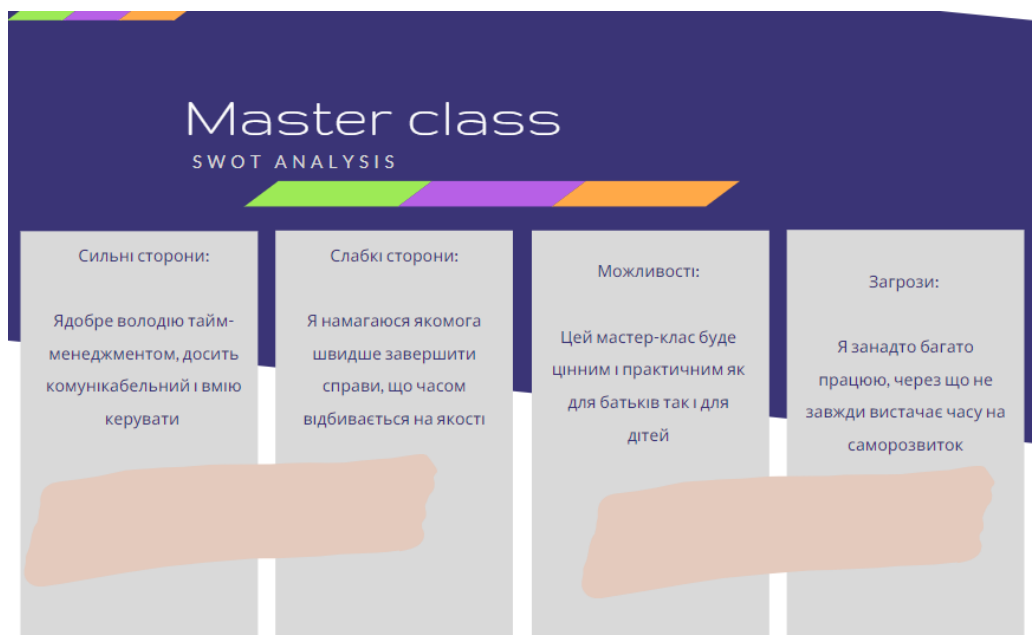 Master class
SWOT ANALYSIS
Сильні сторони:
Ядобре володію тайм-
менеджментом, досить
комунікабельний і вмію
керувати
Слабкі сторони:
Я намагаюся якомога
швидше завершити
справи, що часом
відбивається на якості
Можливості:
Цей мастер-клас буде
цінним і практичним як
для батьків так і для
дітей
Загрози:
Я занадто багато
працюю, через що не
завжди вистачає часу на
саморозвиток